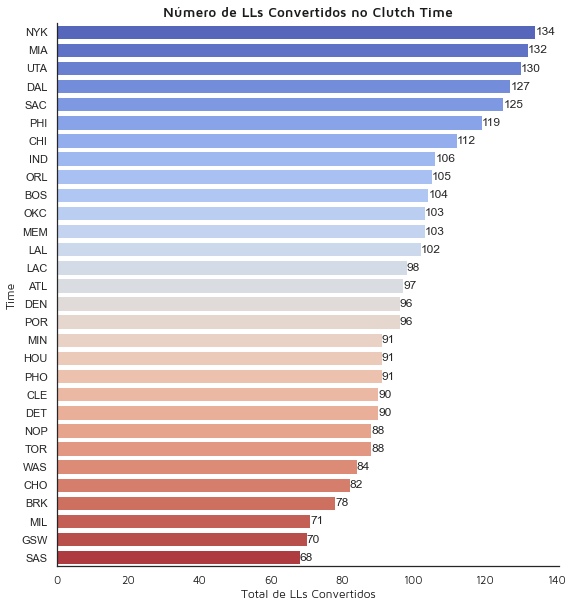 Número de LLs Convertidos no Clutch Time
NYK 134
MIA 132
UTA 130
DAL 127
SAC 125
PHI 119
CHI 112
IND 106
ORL 105
BOS 104
OKC 103
MEM 103
LAL 102
LAC 98
ATL 97
DEN 96
POR 96
MIN 91
HOU 91
PHO 91
CLE 90
DET 90
NOP 88
TOR 88
WAS 84
CHO 82
BRK 78
MIL 71
GSW 70
SAS 68
Time
0 20 40 60 80 100 120 140
Total de LLs Convertidos